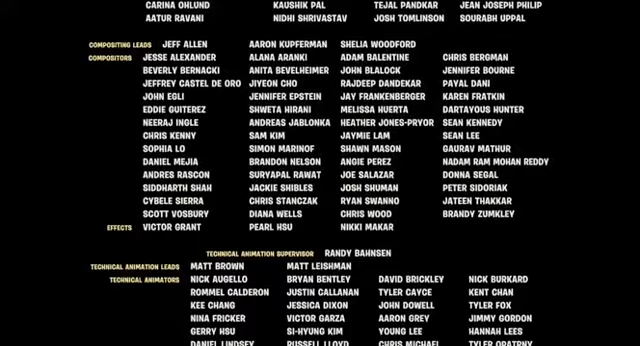 CARINA OHLUND KAUSHIK PAL TEJAL PANDKAR JEAN JOSEPH PHILIP
AATUR RAVANI NIDHI SHRIVASTAV JOSH TOMLINSON SOURABH UPPAL
COMPOSITING LEADS JEFF ALLEN AARON KUPFERMAN SHELIA WOODFORD
COMPOSITORS JESSE ALEXANDER ALANA ARANKI ADAM BALENTINE CHRIS BERGMAN
BEVERLY BERNACKI ANITA BEVELHEIMER JOHN BLALOCK JENNIFER BOURNE
JEFFREY CASTEL DE ORO JIYEON CHO RAJDEEP DANDEKAR PAYAL DANI
JOHN EGLI JENNIFER EPSTEIN JAY FRANKENBERGER KAREN FRATKIN
EDDIE GUITEREZ SHWETA HIRANI MELISSA HUERTA DARTAYOUS HUNTER
NEERAJ INGLE ANDREAS JABLONKA HEATHER JONES-PRYOR SEAN KENNEDY
CHRIS KENNY SAM KIM JAYMIE LAM SEAN LEE
SOPHIA LO SIMON MARINOF SHAWN MASON GAURAV MATHUR
DANIEL MEJIA BRANDON NELSON ANGIE PEREZ NADAM RAM MOHAN REDDY
ANDRES RASCON SURYAPAL RAWAT JOE SALAZAR DONNA SEGAL
SIDDHARTH SHAH JACKIE SHIBLES JOSH SHUMAN PETER SIDORIAK
CYBELE SIERRA CHRIS STANCZAK RYAN SWANNO JATEEN THAKKAR
SCOTT VOSBURY DIANA WELLS CHRIS WOOD BRANDY ZUMKLEY
EFFECTS VICTOR GRANT PEARL HSU NIKKI MAKAR
TECHNICAL ANIMATION SUPERVISOR RANDY BAHNSEN
TECHNICAL ANIMATION LEADS MATT BROWN MATT LEISHMAN
TECHNICAL ANIMATORS NICK AUGELLO BRYAN BENTLEY DAVID BRICKLEY NICK BURKARD
ROMMEL CALDERON JUSTIN CALLANAN TYLER CAYCE KENT CHAN
KEE CHANG JESSICA DIXON JOHN DOWELL TYLER FOX
NINA FRICKER VICTOR GARZA AARON GREY JIMMY GORDON
GERRY HSU SI-HYUNG KIM YOUNG LEE HANNAH LEES
DANIEL LINDSEY RUSSELL LLOYD CHRIS MICHAEL TYLER OPATRNY